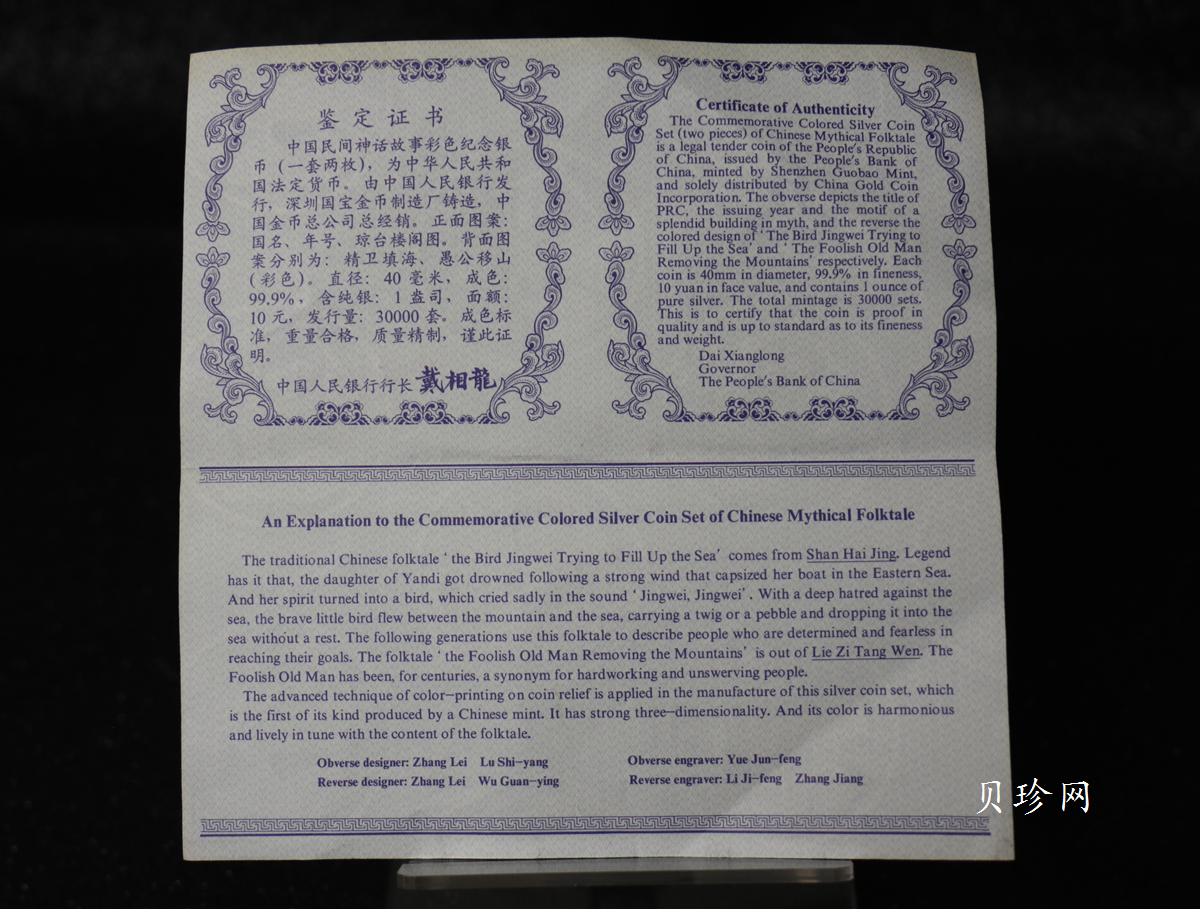 鉴定证书
中国民间神话故事彩色纪念银
币（一套两枚），为中华人民共和
国法定货币。由中国人民银行发
行，深圳国宝金币制造厂铸造，中
国金币总公司总经销。正面图案：
国名、年号、琼台楼阁图。背面图
案分别为：精卫填海、愚公移山
（彩色）。直径：40毫米，成色：
99.9%，含纯银：1盎司，面额：
10元，发行量：30000套。成色标
准，重量合格，质量精制，谨此证
明。
中国人民银行行长 戴相龍
Certificate of Authenticity
The Commemorative Colored Silver Coin
Set (two pieces) of Chinese Mythical Folktale
is a legal tender coin of the People's Republic
of China, issued by the People's Bank of
China, minted by Shenzhen Guobao Mint,
and solely distributed by China Gold Coin
Incorporation. The obverse depicts the title of
PRC, the issuing year and the motif of a
splendid building in myth, and the reverse the
colored design of ‘The Bird Jingwei Trying to
Fill Up the Sea’ and ‘The Foolish Old Man
Removing the Mountains’ respectively. Each
coin is 40mm in diameter, 99.9% in fineness,
10 yuan in face value, and contains 1 ounce of
pure silver. The total mintage is 30000 sets.
This is to certify that the coin is proof in
quality and is up to standard as to its fineness
and weight.
Dai Xianglong
Governor
The People's Bank of China
An Explanation to the Commemorative Colored Silver Coin Set of Chinese Mythical Folktale
The traditional Chinese folktale ‘the Bird Jingwei Trying to Fill Up the Sea’ comes from Shan Hai Jing. Legend
has it that, the daughter of Yandi got drowned following a strong wind that capsized her boat in the Eastern Sea.
And her spirit turned into a bird, which cried sadly in the sound ‘Jingwei, Jingwei’. With a deep hatred against the
sea, the brave little bird flew between the mountain and the sea, carrying a twig or a pebble and dropping it into the
sea without a rest. The following generations use this folktale to describe people who are determined and fearless in
reaching their goals. The folktale ‘the Foolish Old Man Removing the Mountains’ is out of Lie Zi Tang Wen. The
Foolish Old Man has been, for centuries, a synonym for hardworking and unswerving people.
The advanced technique of color-printing on coin relief is applied in the manufacture of this silver coin set, which
is the first of its kind produced by a Chinese mint. It has strong three-dimensionality. And its color is harmonious
and lively in tune with the content of the folktale.
Obverse designer: Zhang Lei Lu Shi-yang
Obverse engraver: Yue Jun-feng
Reverse designer: Zhang Lei Wu Guan-ying
Reverse engraver: Li Ji-feng Zhang Jiang
贝珍网